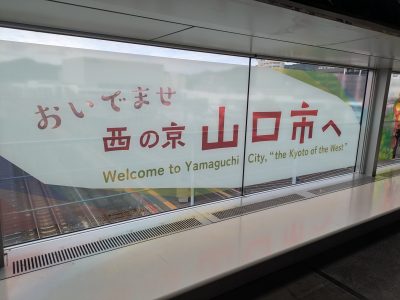 おいでませ
西の京 山口市へ
Welcome to Yamaguchi City, "the Kyoto of the West"